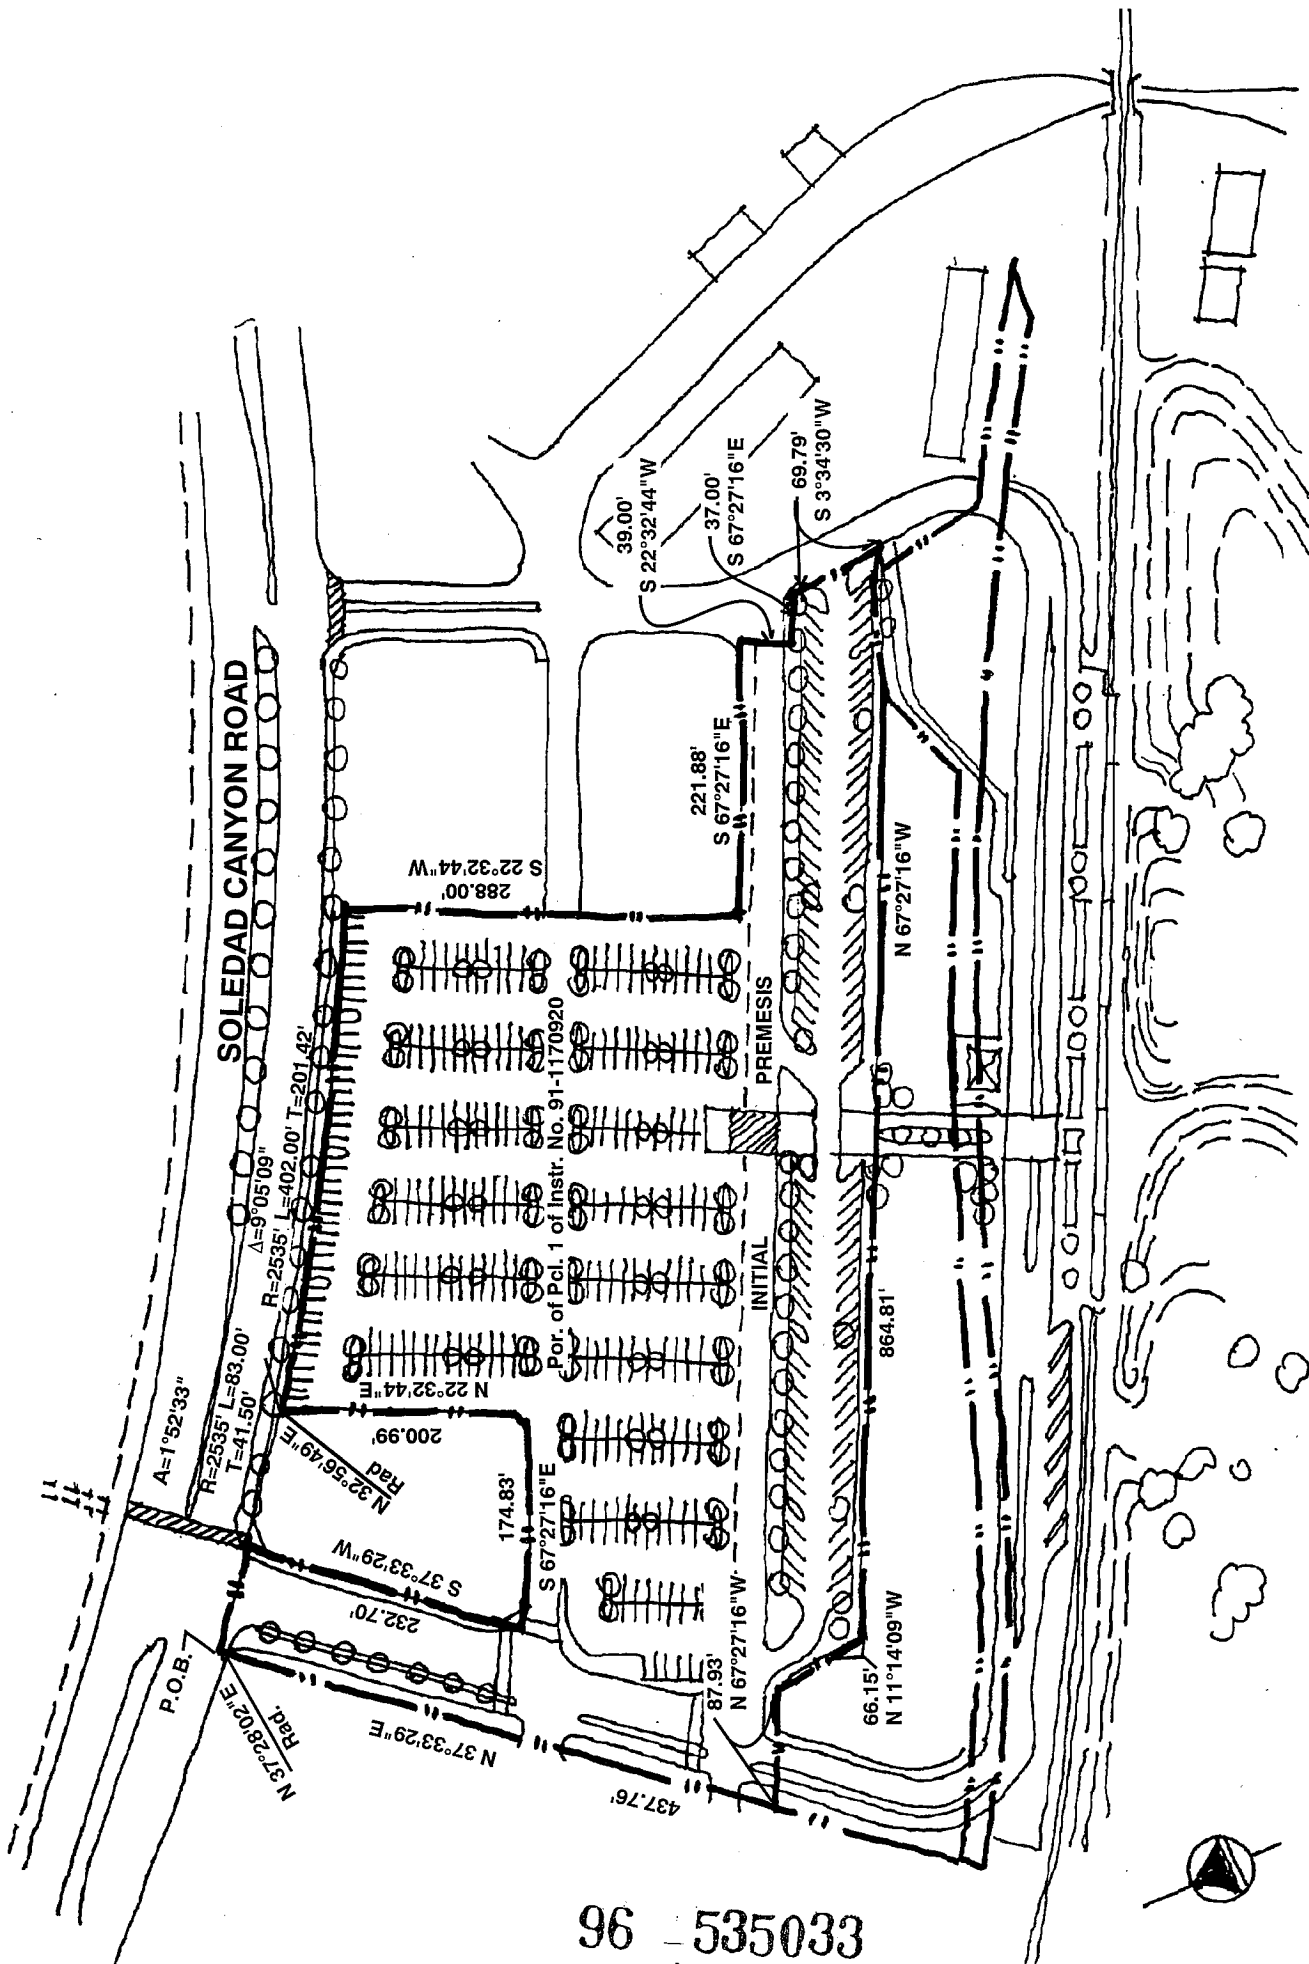 SOLEDAD CANYON ROAD
Δ=9°05'09"
R=2535' L=402.00' T=201.42'
A=1°52'33"
R=2535' L=83.00'
T=41.50'
P.O.B.
N 37°28'02"E
Rad.
N 32°56'49"E
Rad
S 37°33'29"W
232.70'
N 37°33'29"E
437.76'
174.83'
S 67°27'16"E
N 22°32'44"E
200.99'
Por. of Pcl. 1 of Instr. No. 91-1170920
S 22°32'44"W
288.00'
221.88'
S 67°27'16"E
39.00'
S 22°32'44"W
37.00'
S 67°27'16"E
69.79'
S 3°34'30"W
INITIAL PREMESIS
N 67°27'16"W
864.81'
87.93'
N 67°27'16"W
66.15'
N 11°14'09"W
96 535033